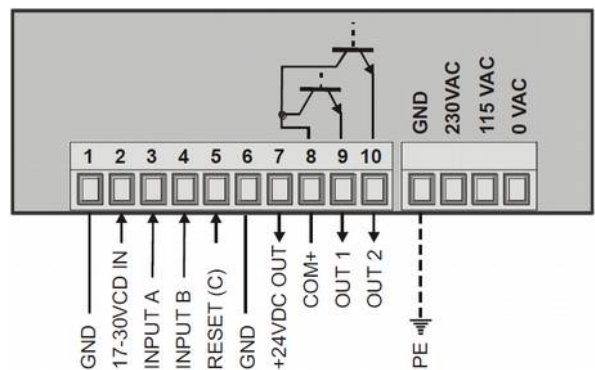 GND
230VAC
115 VAC
0 VAC
1 2 3 4 5 6 7 8 9 10
GND
17-30VCD IN
INPUT A
INPUT B
RESET (C)
GND
+24VDC OUT
COM+
OUT 1
OUT 2
PE